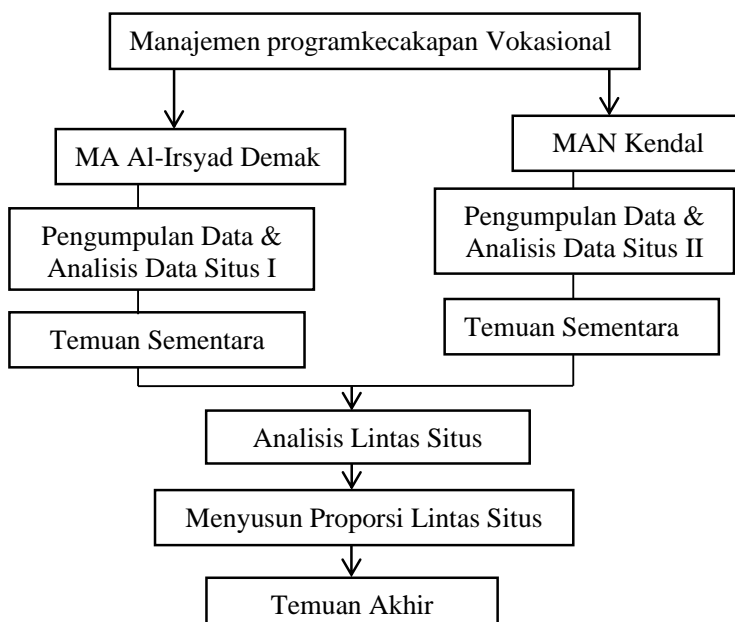 Manajemen programkecakapan Vokasional
MA Al-Irsyad Demak
MAN Kendal
Pengumpulan Data &
Analisis Data Situs I
Pengumpulan Data &
Analisis Data Situs II
Temuan Sementara
Temuan Sementara
Analisis Lintas Situs
Menyusun Proporsi Lintas Situs
Temuan Akhir